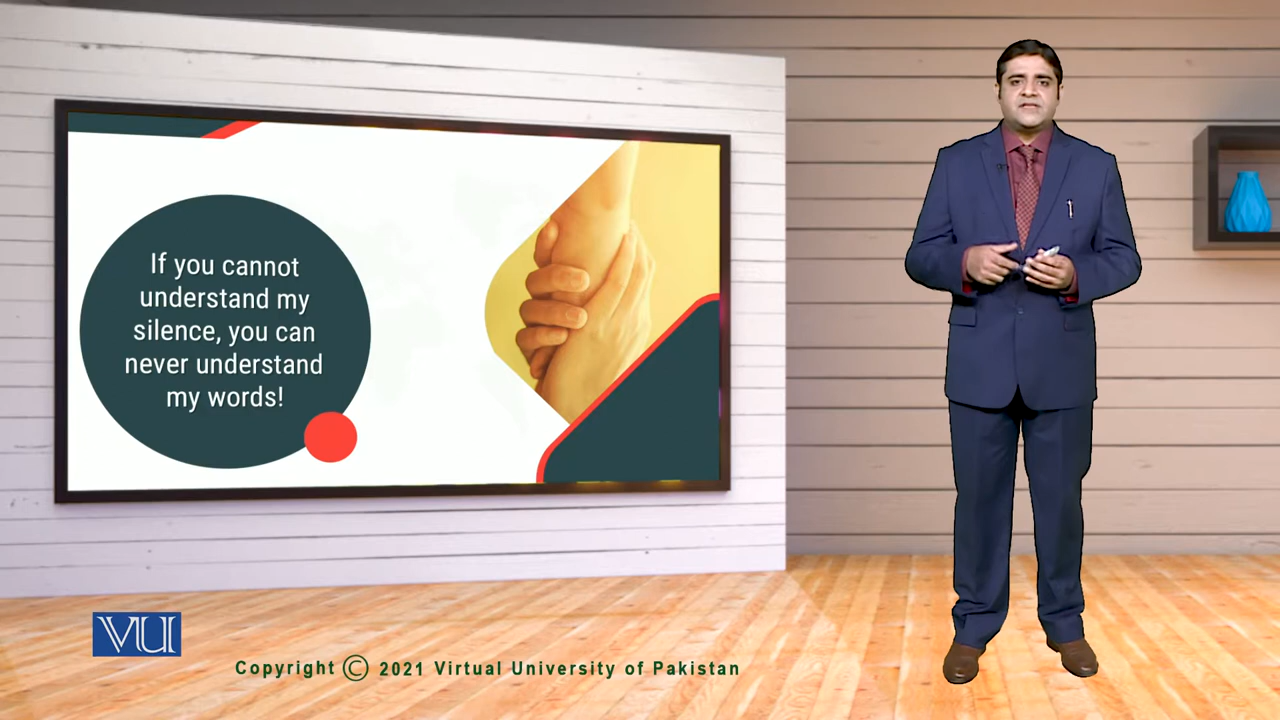 If you cannot
understand my
silence, you can
never understand
my words!
VU
Copyright © 2021 Virtual University of Pakistan